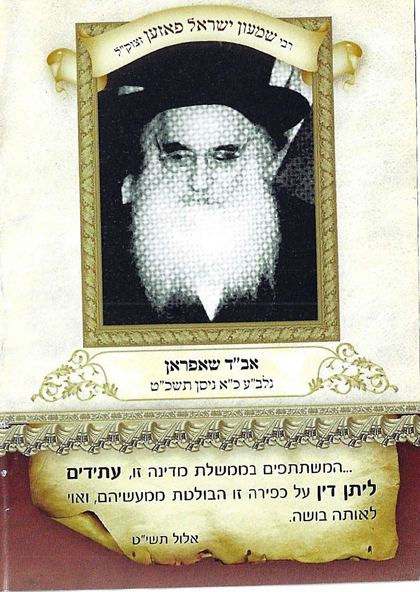 רבי שמעון ישראל פאזען זצוק"ל
אב"ד שאפראן
נלב"ע כ"א ניסן תשכ"ט
...המשתתפים בממשלת מדינה זו, עתידים
ליתן דין על כפירה זו הבולטת ממעשיהם, ואוי
לאותה בושה.
אלול תשי"ט